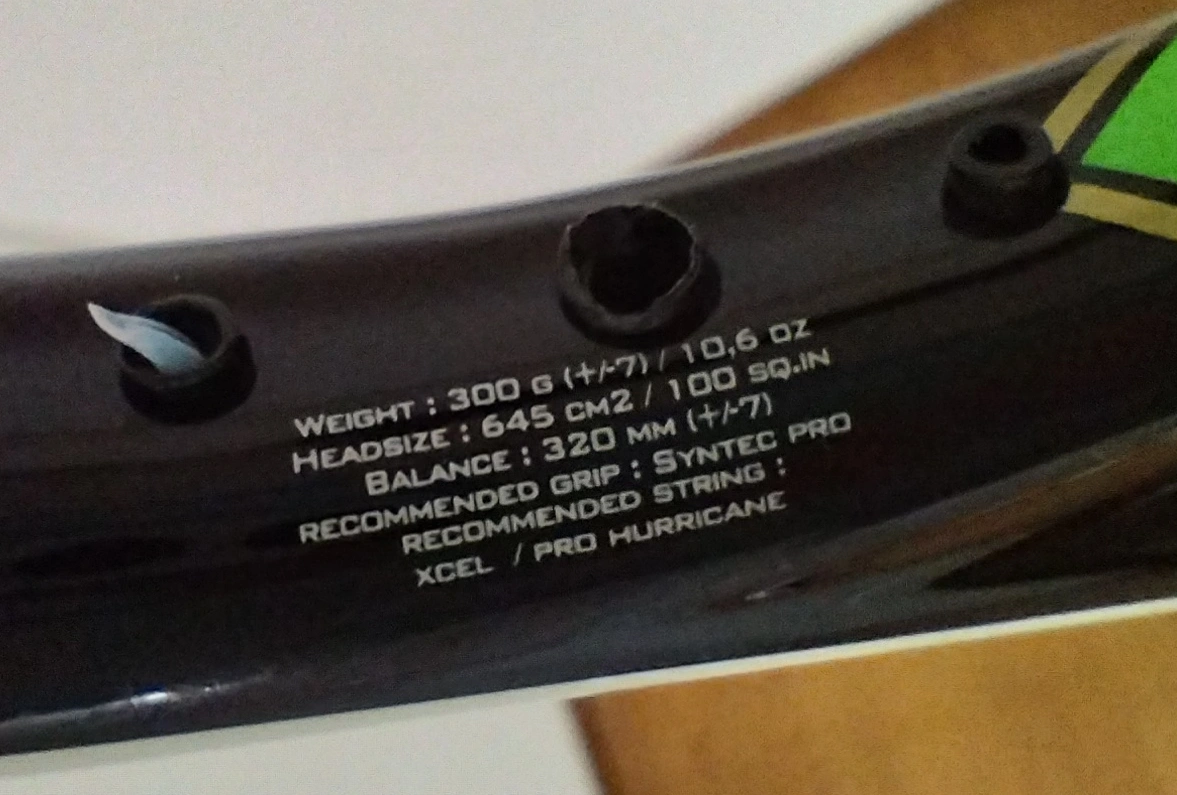 WEIGHT : 300 G (+/-7) / 10,6 OZ
HEADSIZE : 645 CM2 / 100 SQ.IN
BALANCE : 320 MM (+/-7)
RECOMMENDED GRIP : SYNTEC PRO
RECOMMENDED STRING :
XCEL / PRO HURRICANE